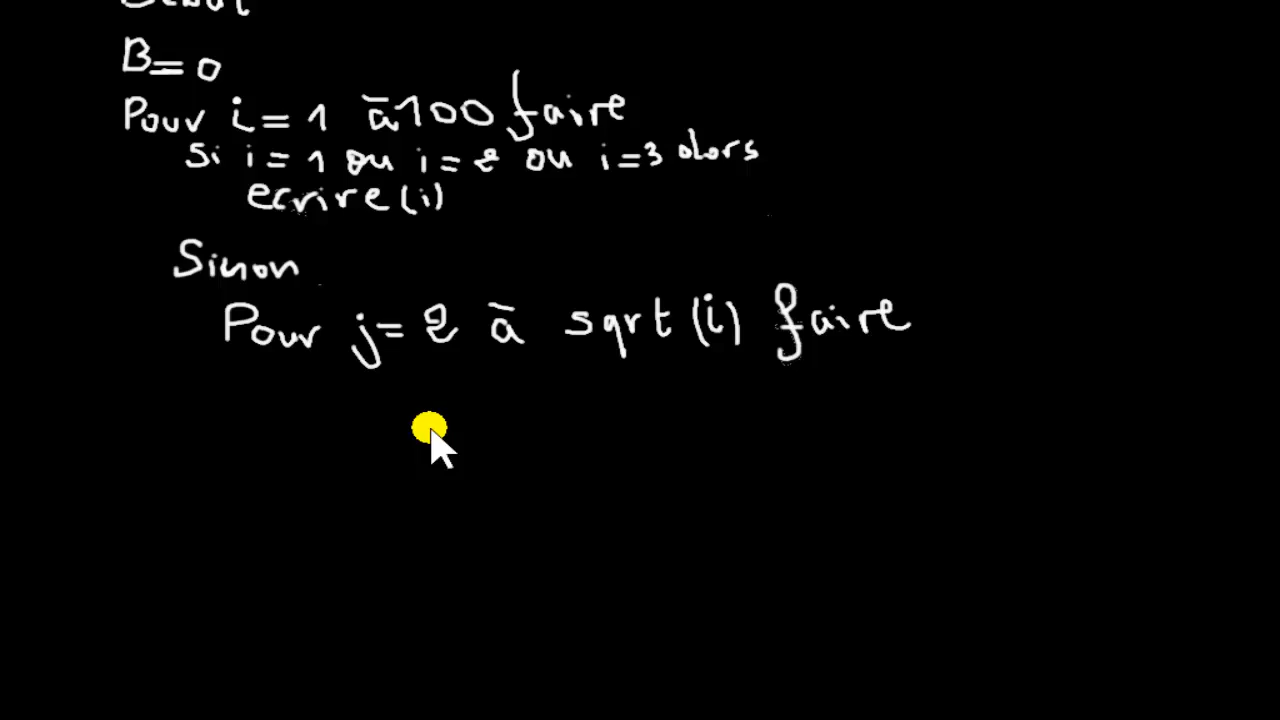 B=0
Pour i=1 à 100 faire
Si i=1 ou i=2 ou i=3 alors
ecrire(i)
Sinon
Pour j=2 à sqrt(i) faire